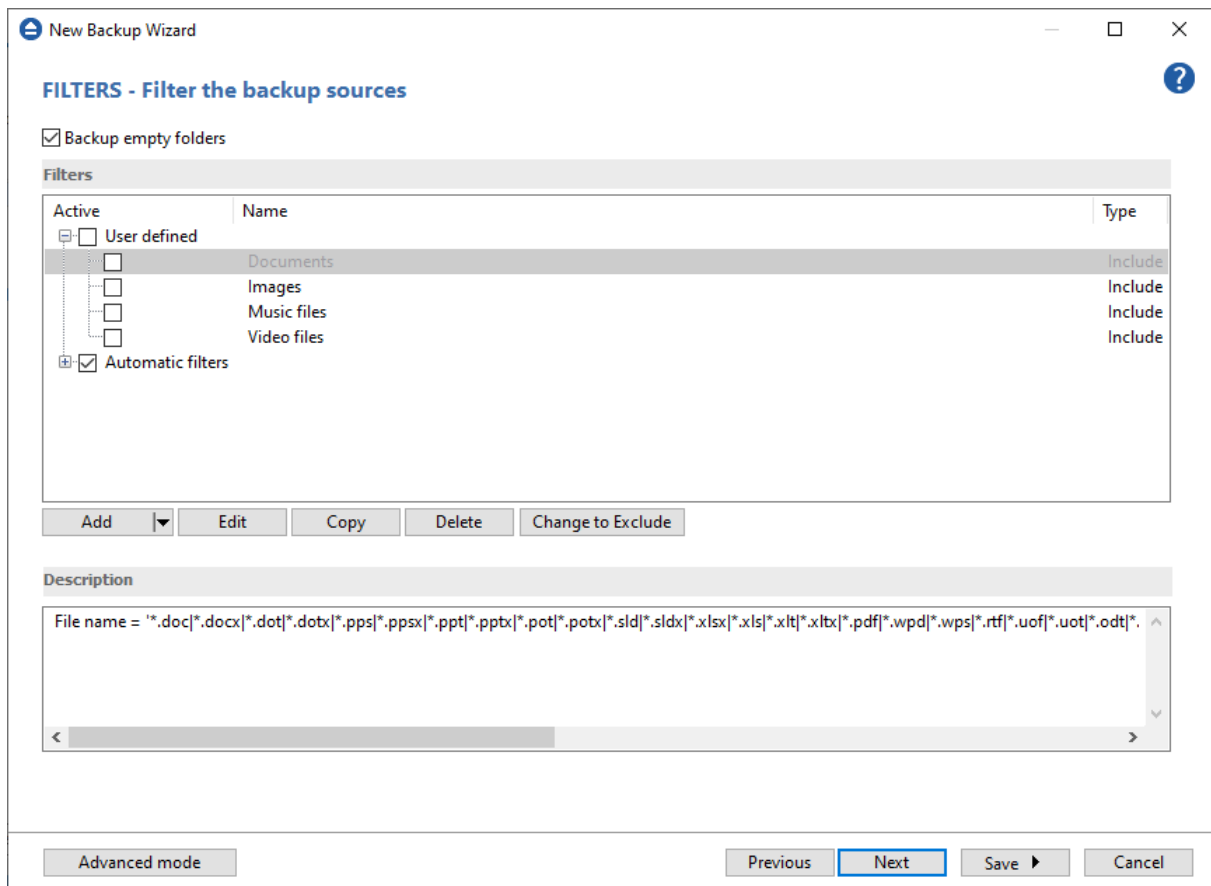 New Backup Wizard
FILTERS - Filter the backup sources
Backup empty folders
Filters
Active Name Type
User defined
Documents Include
Images Include
Music files Include
Video files Include
Automatic filters
Add Edit Copy Delete Change to Exclude
Description
File name = '*.doc|*.docx|*.dot|*.dotx|*.pps|*.ppsx|*.ppt|*.pptx|*.pot|*.potx|*.sld|*.sldx|*.xlsx|*.xls|*.xlt|*.xltx|*.pdf|*.wpd|*.wps|*.rtf|*.uof|*.uot|*.odt|*.
Advanced mode Previous Next Save Cancel